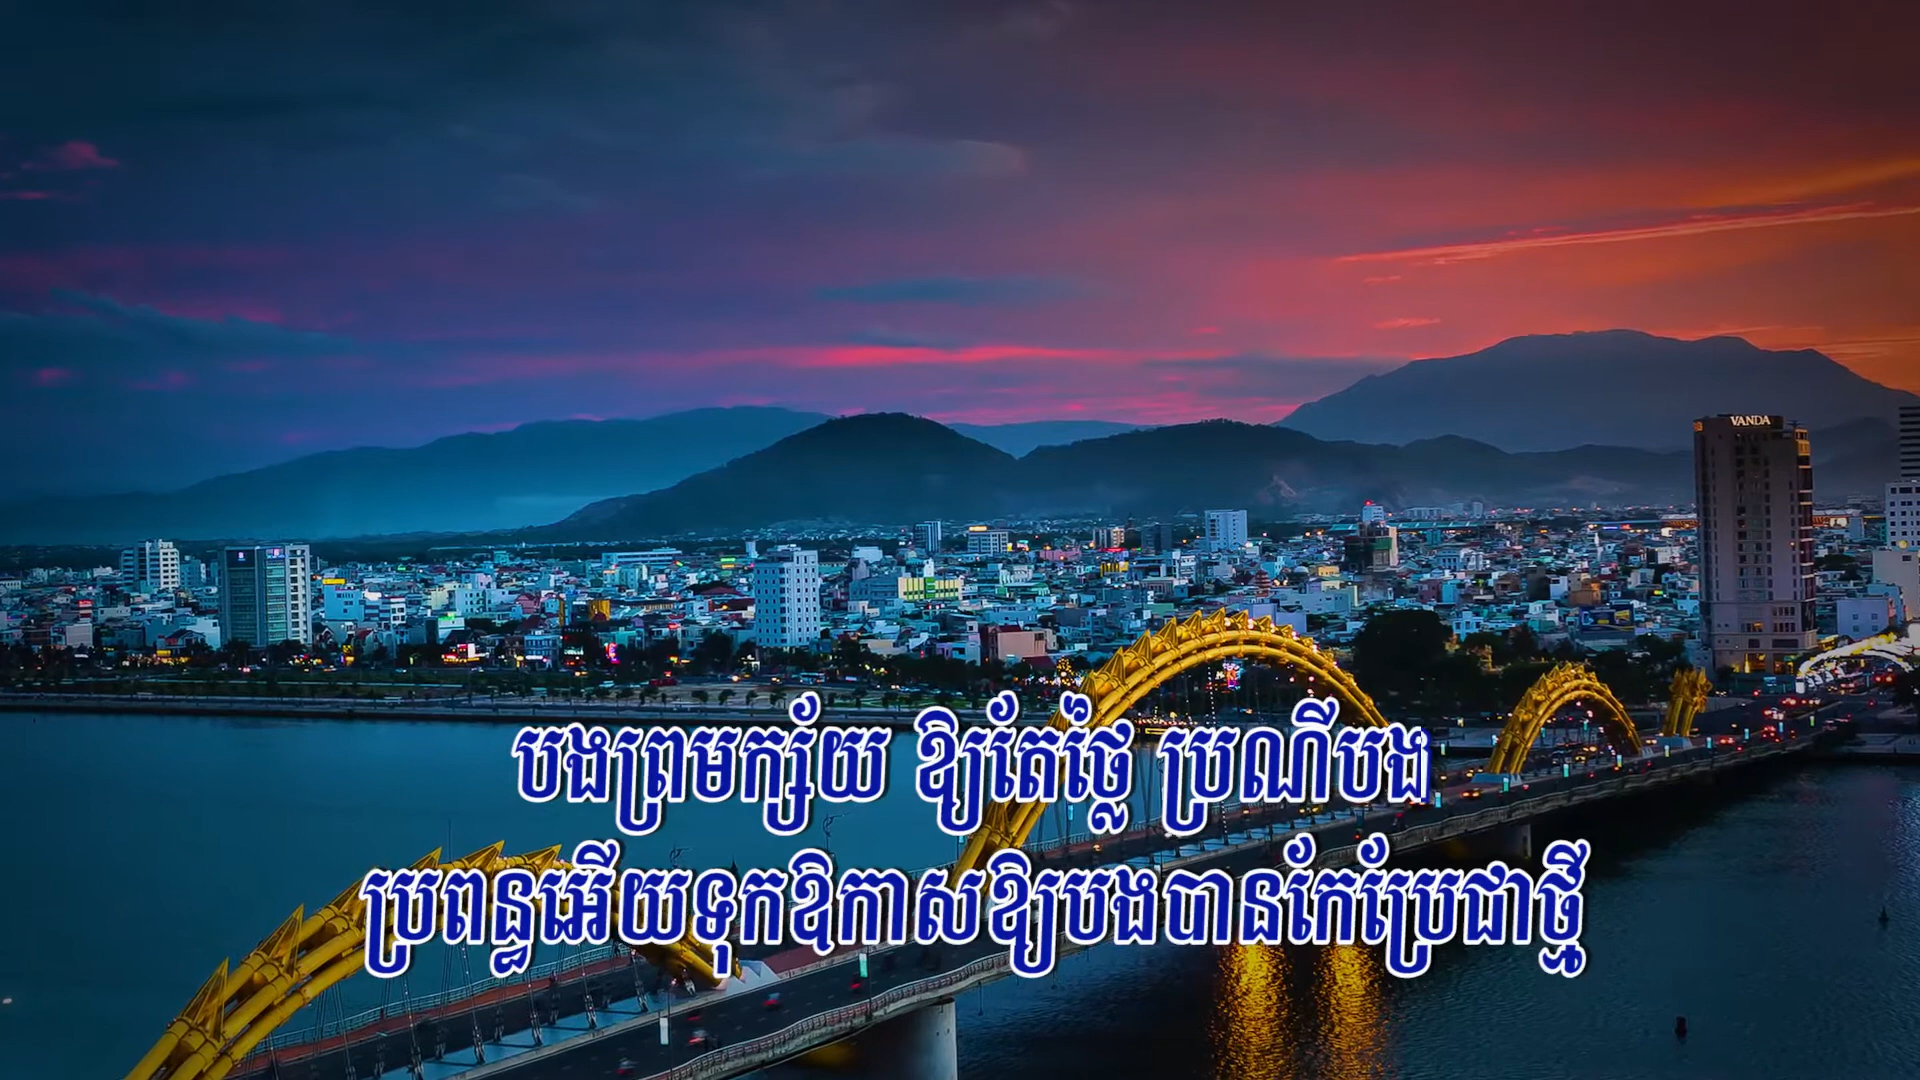 VANDA
បងព្រមក្ស័យ ឱ្យតែថ្លៃ ប្រណីបង
ប្រពន្ធអើយទុកឱកាសឱ្យបងបានកែប្រែជាថ្មី